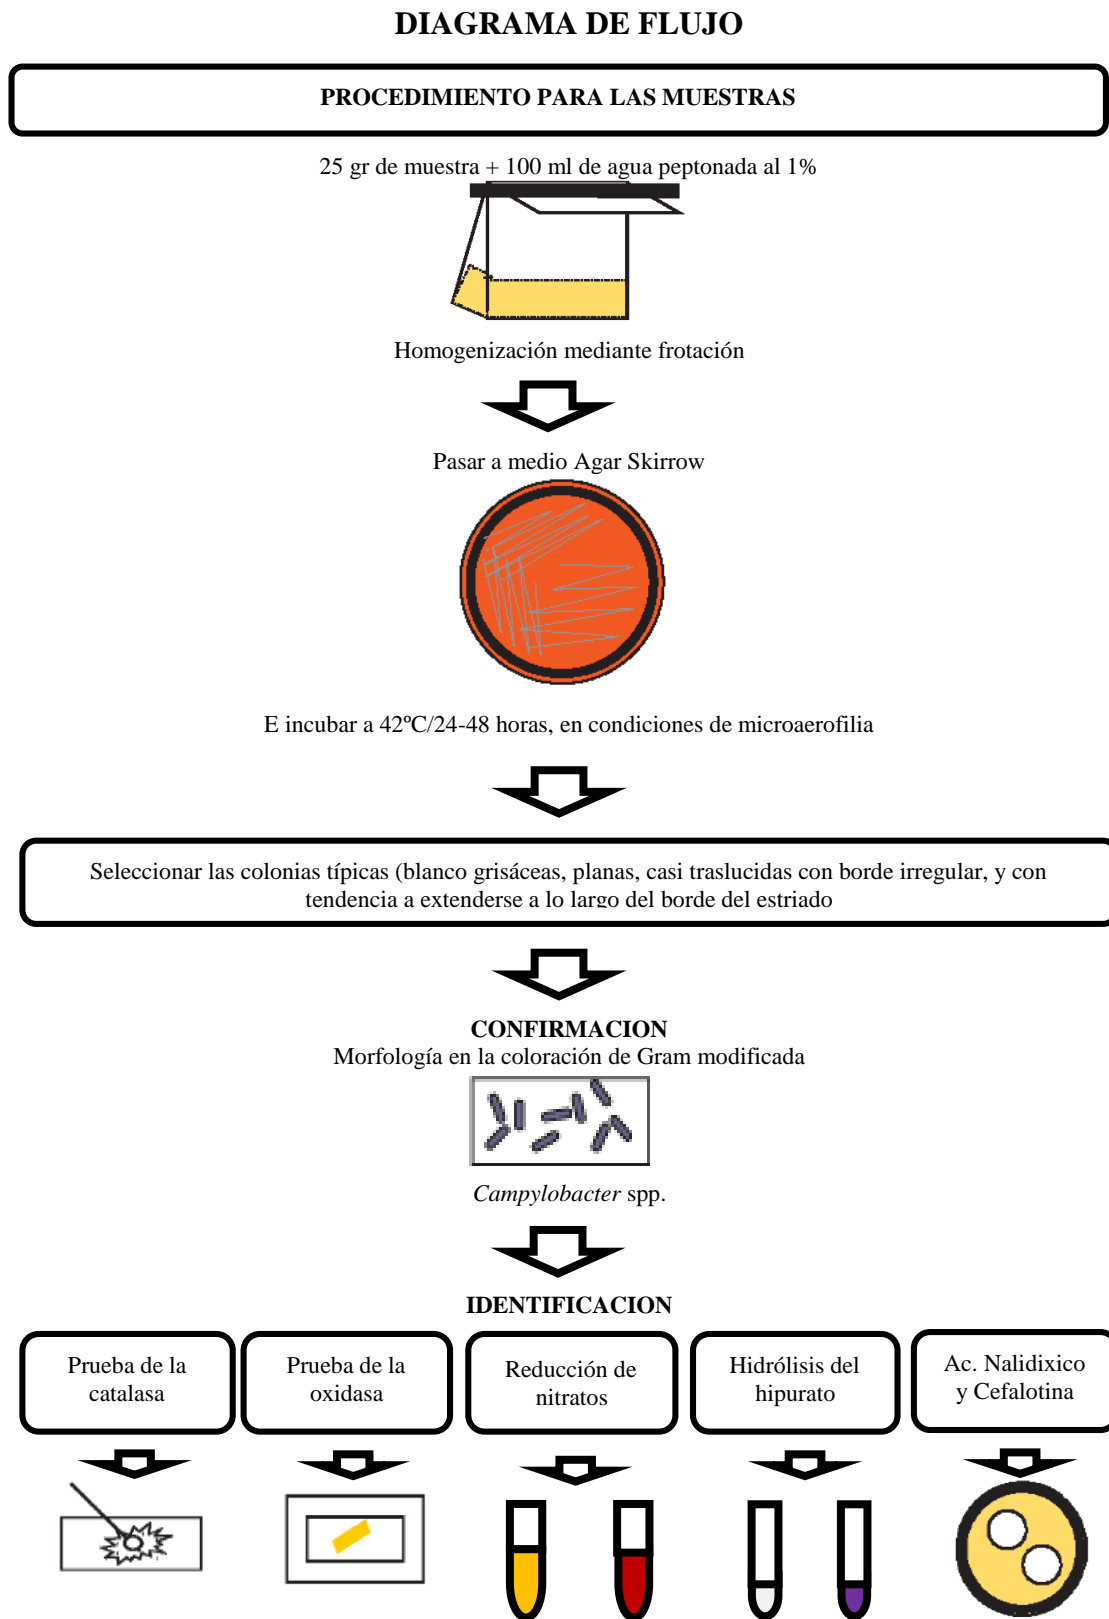 DIAGRAMA DE FLUJO
PROCEDIMIENTO PARA LAS MUESTRAS
25 gr de muestra + 100 ml de agua peptonada al 1%
Homogenización mediante frotación
Pasar a medio Agar Skirrow
E incubar a 42ºC/24-48 horas, en condiciones de microaerofilia
Seleccionar las colonias típicas (blanco grisáceas, planas, casi traslucidas con borde irregular, y con
tendencia a extenderse a lo largo del borde del estriado
CONFIRMACION
Morfología en la coloración de Gram modificada
Campylobacter spp.
IDENTIFICACION
Prueba de la
catalasa
Prueba de la
oxidasa
Reducción de
nitratos
Hidrólisis del
hipurato
Ac. Nalidixico
y Cefalotina